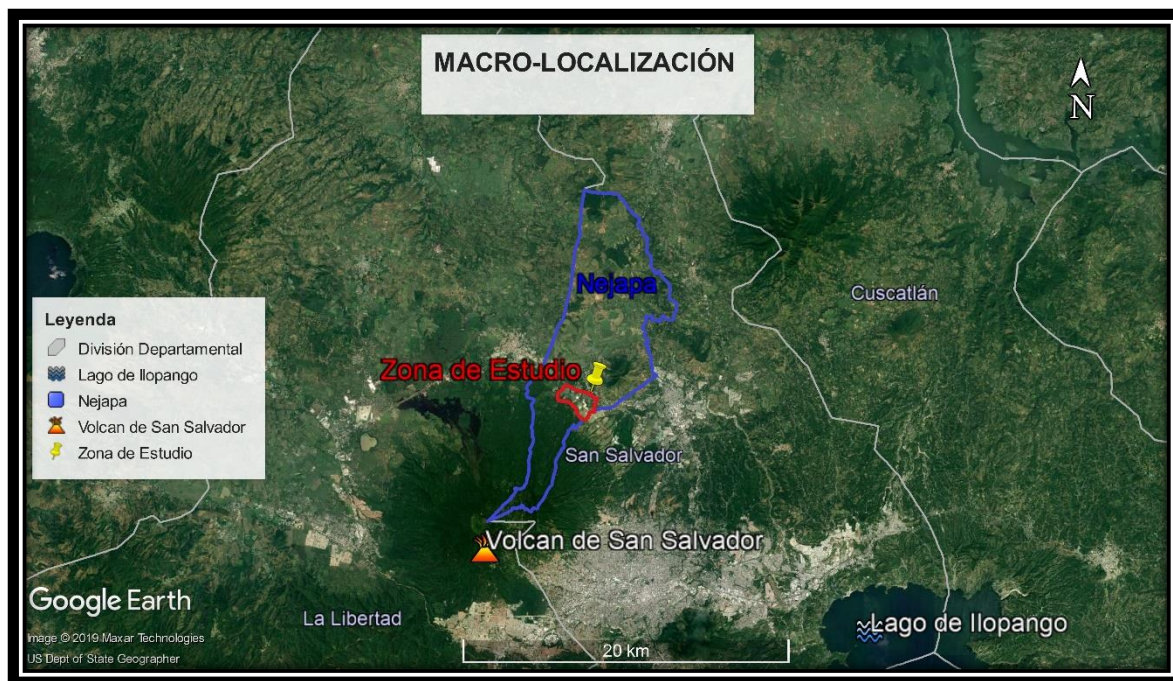 MACRO-LOCALIZACIÓN
N
Nejapa
Cuscatlán
Leyenda
División Departamental
Lago de Ilopango
Nejapa
Volcan de San Salvador
Zona de Estudio
Zona de Estudio
San Salvador
Volcan de San Salvador
Google Earth
La Libertad
Lago de Ilopango
Image © 2019 Maxar Technologies
US Dept of State Geographer
20 km